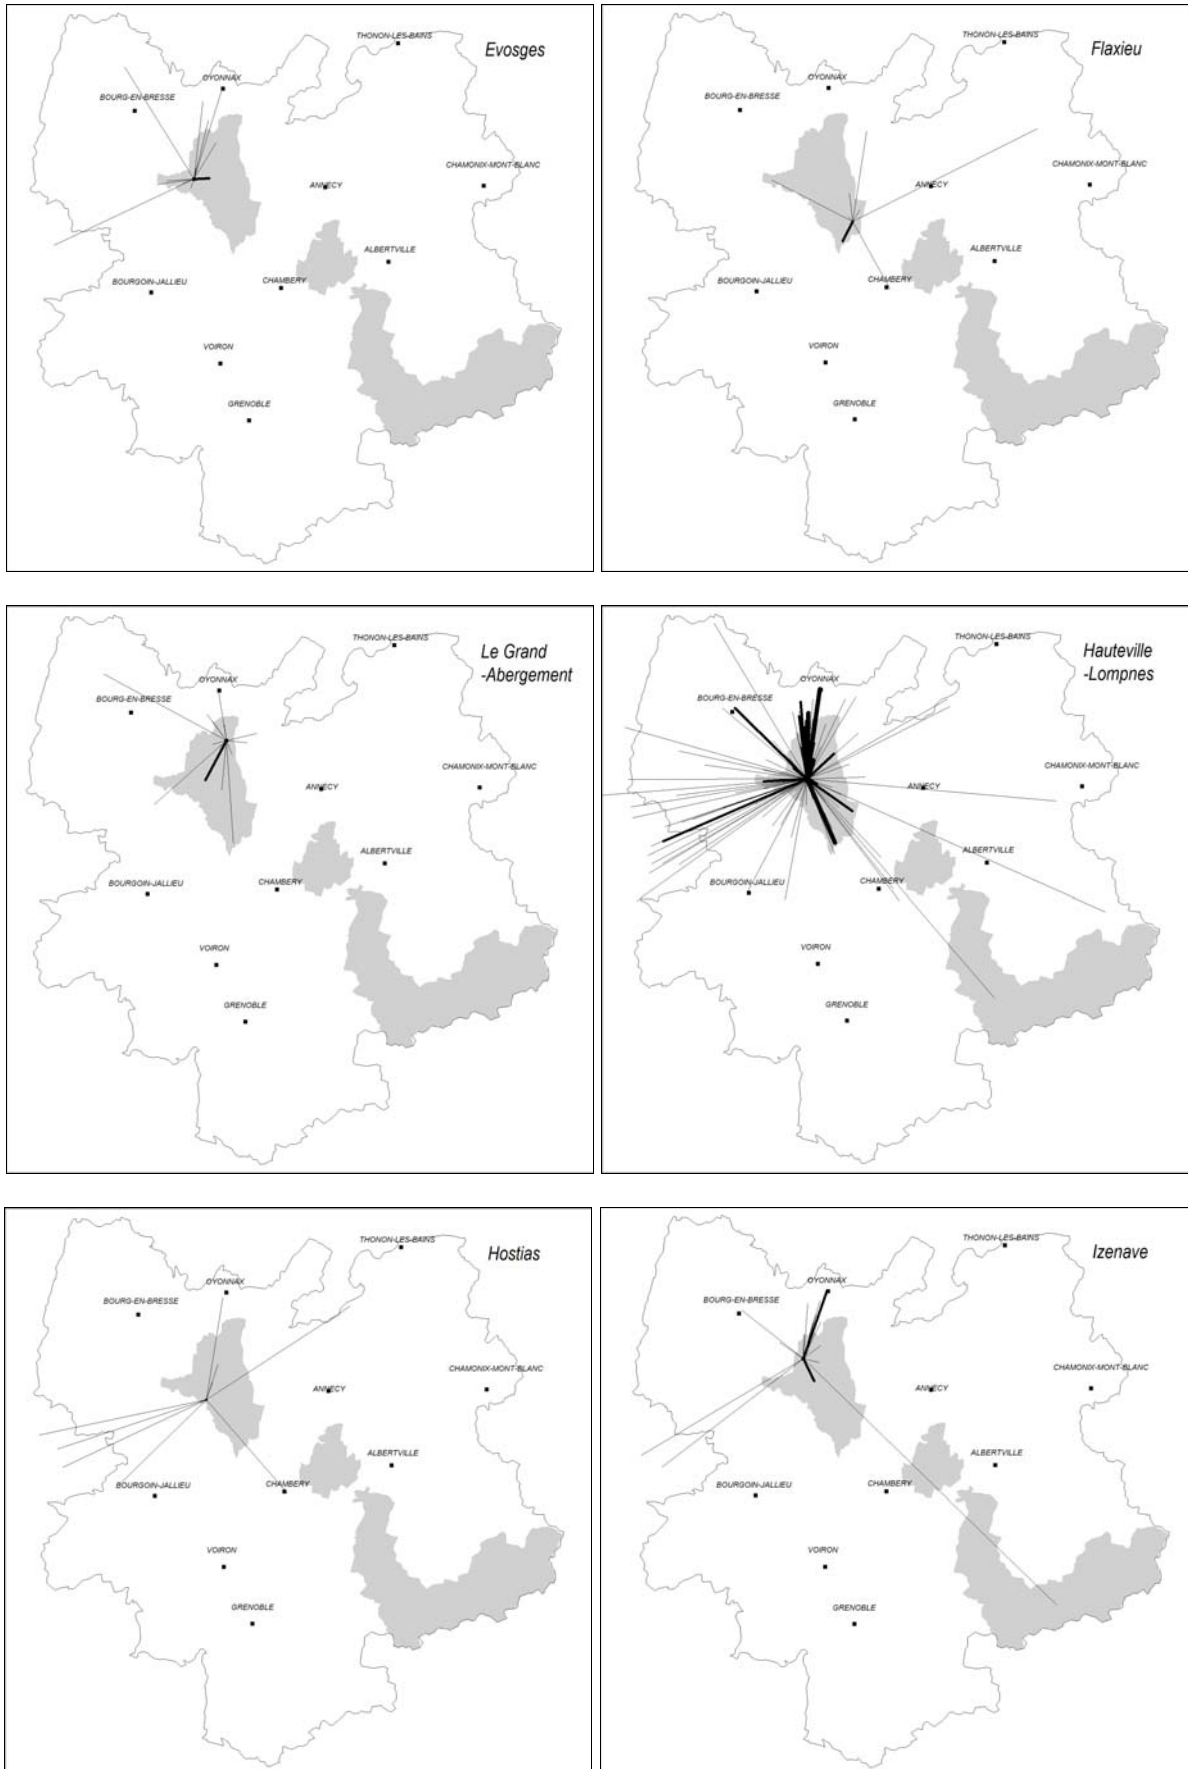 THONON-LES-BAINS
Evosges
OYONNAX
BOURG-EN-BRESSE
CHAMONIX-MONT-BLANC
ANNECY
ALBERTVILLE
BOURGOIN-JALLIEU
CHAMBERY
VOIRON
GRENOBLE
THONON-LES-BAINS
Flaxieu
OYONNAX
BOURG-EN-BRESSE
CHAMONIX-MONT-BLANC
ANNECY
ALBERTVILLE
BOURGOIN-JALLIEU
CHAMBERY
VOIRON
GRENOBLE
THONON-LES-BAINS
Le Grand
-Abergement
OYONNAX
BOURG-EN-BRESSE
CHAMONIX-MONT-BLANC
ANNECY
ALBERTVILLE
BOURGOIN-JALLIEU
CHAMBERY
VOIRON
GRENOBLE
THONON-LES-BAINS
Hauteville
-Lompnes
OYONNAX
BOURG-EN-BRESSE
CHAMONIX-MONT-BLANC
ANNECY
ALBERTVILLE
BOURGOIN-JALLIEU
CHAMBERY
VOIRON
GRENOBLE
THONON-LES-BAINS
Hostias
OYONNAX
BOURG-EN-BRESSE
CHAMONIX-MONT-BLANC
ANNECY
ALBERTVILLE
BOURGOIN-JALLIEU
CHAMBERY
VOIRON
GRENOBLE
THONON-LES-BAINS
Izenave
OYONNAX
BOURG-EN-BRESSE
CHAMONIX-MONT-BLANC
ANNECY
ALBERTVILLE
BOURGOIN-JALLIEU
CHAMBERY
VOIRON
GRENOBLE